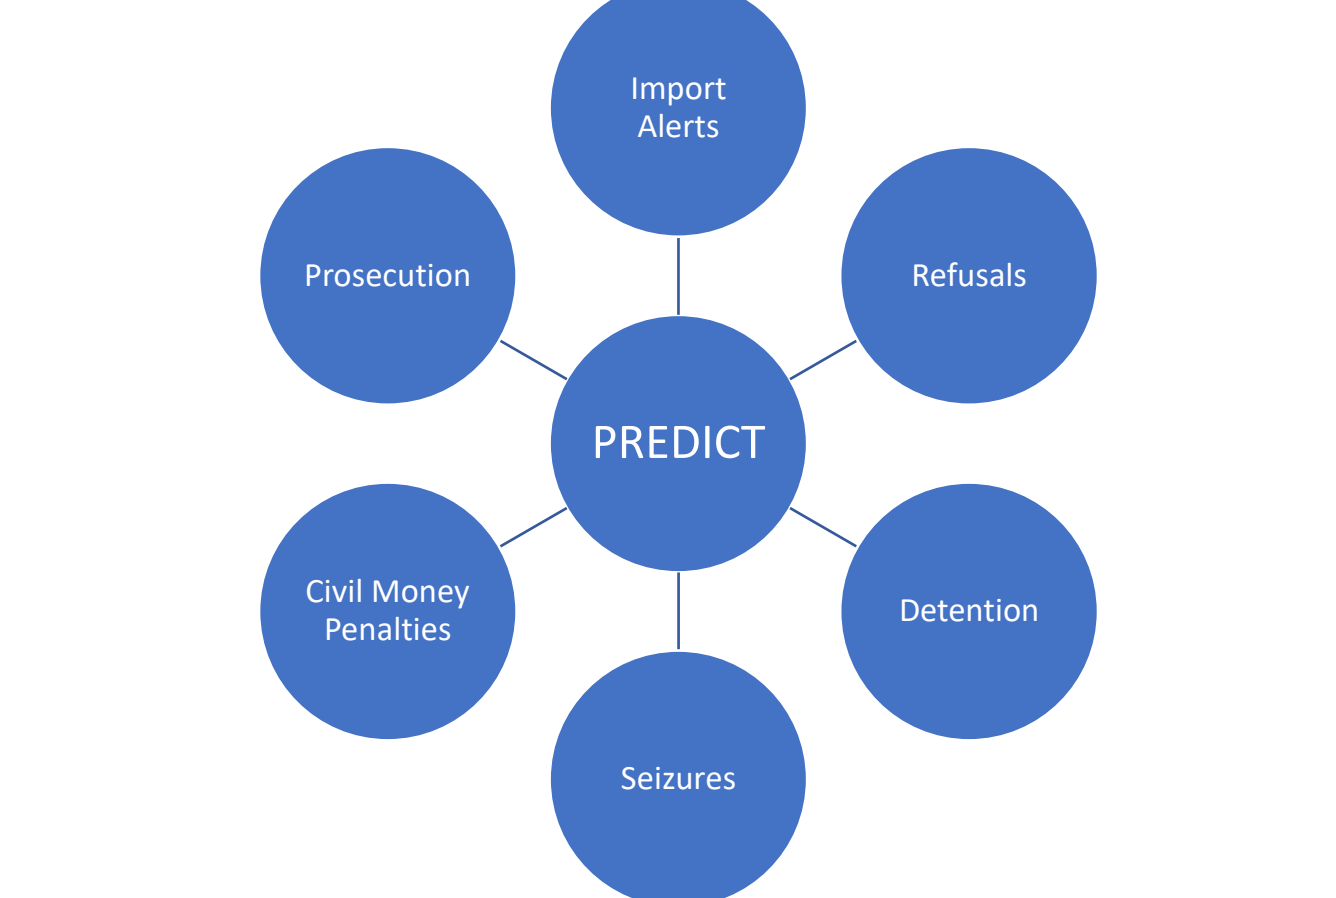 Import
Alerts
Prosecution
Refusals
PREDICT
Civil Money
Penalties
Detention
Seizures